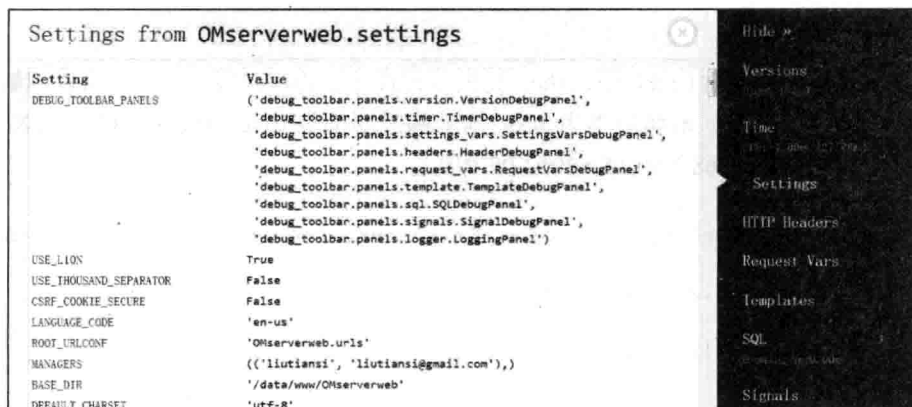 Settings from OMserverweb.settings
Setting Value
DEBUG_TOOLBAR_PANELS ('debug_toolbar.panels.version.VersionDebugPanel',
'debug_toolbar.panels.timer.TimerDebugPanel',
'debug_toolbar.panels.settings_vars.SettingsVarsDebugPanel',
'debug_toolbar.panels.headers.HeaderDebugPanel',
'debug_toolbar.panels.request_vars.RequestVarsDebugPanel',
'debug_toolbar.panels.template.TemplateDebugPanel',
'debug_toolbar.panels.sql.SQLDebugPanel',
'debug_toolbar.panels.signals.SignalDebugPanel',
'debug_toolbar.panels.logger.LoggingPanel')
USE_L10N True
USE_THOUSAND_SEPARATOR False
CSRF_COOKIE_SECURE False
LANGUAGE_CODE 'en-us'
ROOT_URLCONF 'OMserverweb.urls'
MANAGERS (('liutiansi', 'liutiansi@gmail.com'),)
BASE_DIR '/data/www/OMserverweb'
DEFAULT_CHARSET 'utf-8'
Hide »
Versions
Time
Settings
HTTP Headers
Request Vars
Templates
SQL
Signals